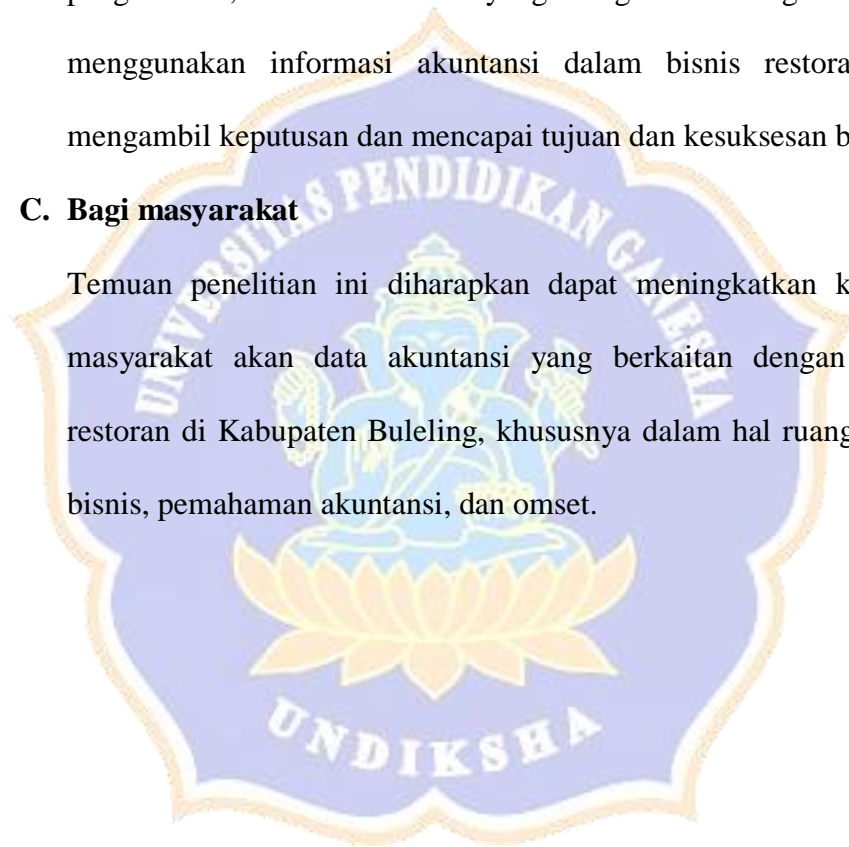 menggunakan informasi akuntansi dalam bisnis
mengambil keputusan dan mencapai tujuan dan kesuksesan
C. Bagi masyarakat
Temuan penelitian ini diharapkan dapat meningkatkan
masyarakat akan data akuntansi yang berkaitan dengan
restoran di Kabupaten Buleling, khususnya dalam hal
bisnis, pemahaman akuntansi, dan omset.
UNIVERSITAS PENDIDIKAN GANESHA
UNDIKSHA